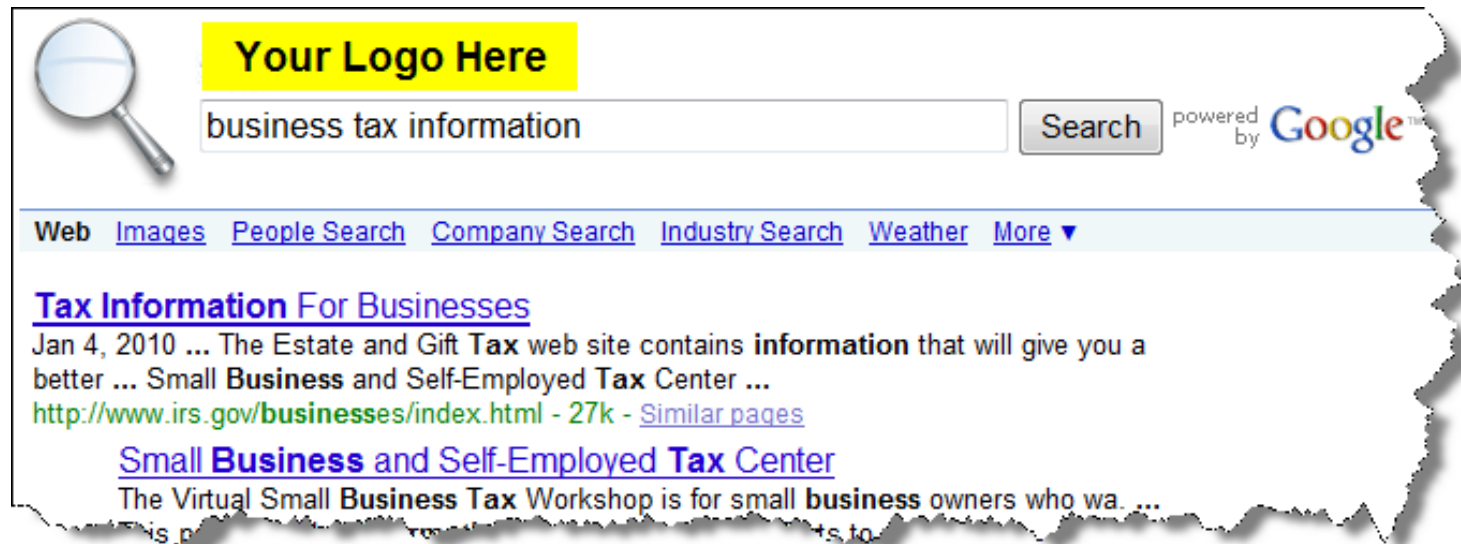 Your Logo Here
business tax information Search powered by Google™
Web Images People Search Company Search Industry Search Weather More ▼
Tax Information For Businesses
Jan 4, 2010 ... The Estate and Gift Tax web site contains information that will give you a
better ... Small Business and Self-Employed Tax Center ...
http://www.irs.gov/businesses/index.html - 27k - Similar pages
Small Business and Self-Employed Tax Center
The Virtual Small Business Tax Workshop is for small business owners who wa. ...